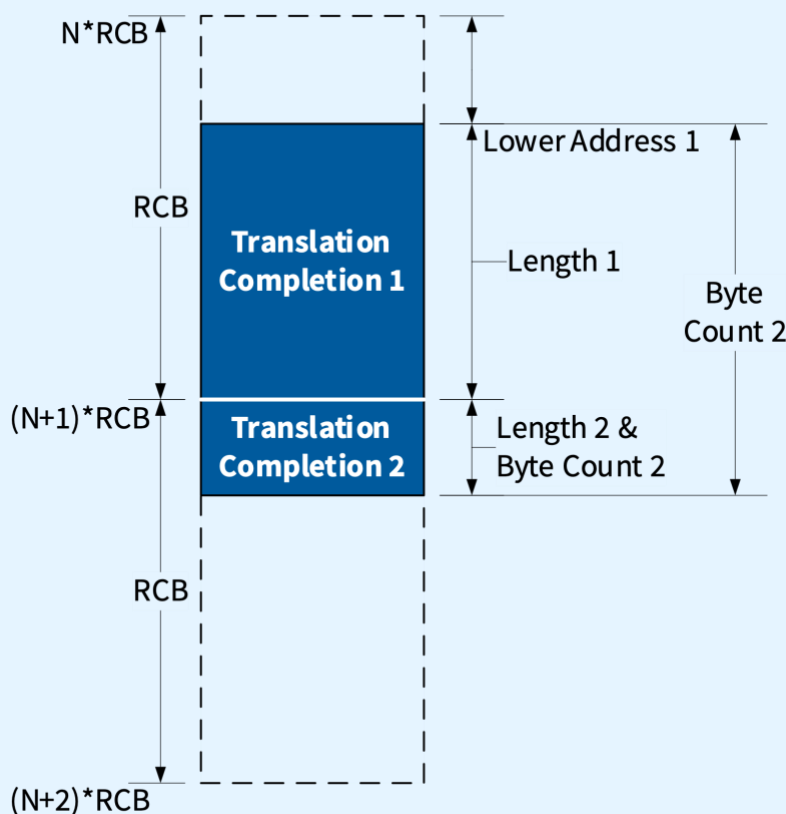 N*RCB
Lower Address 1
RCB
Translation
Completion 1
Length 1
Byte
Count 2
(N+1)*RCB
Translation
Completion 2
Length 2 &
Byte Count 2
RCB
(N+2)*RCB